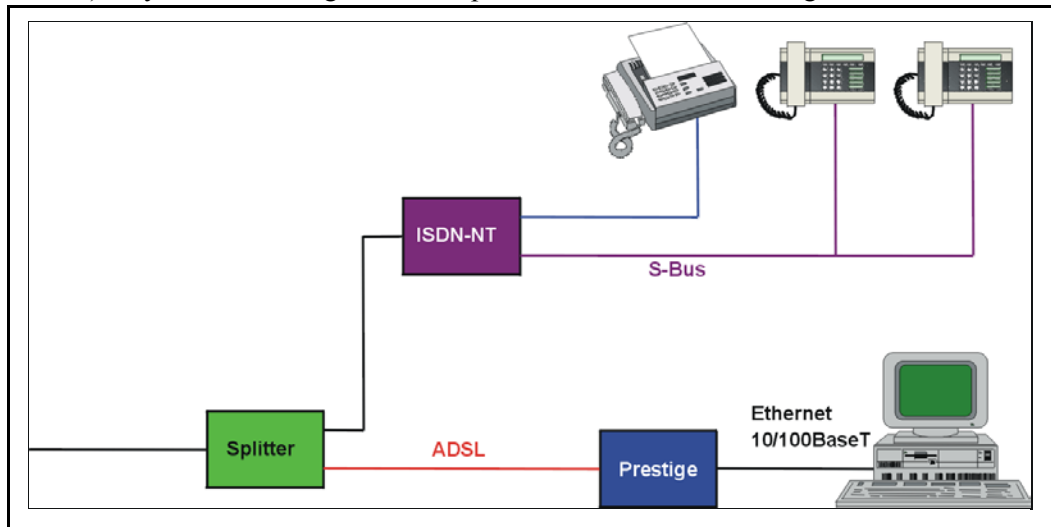 ISDN-NT
S-Bus
Splitter
ADSL
Prestige
Ethernet
10/100BaseT